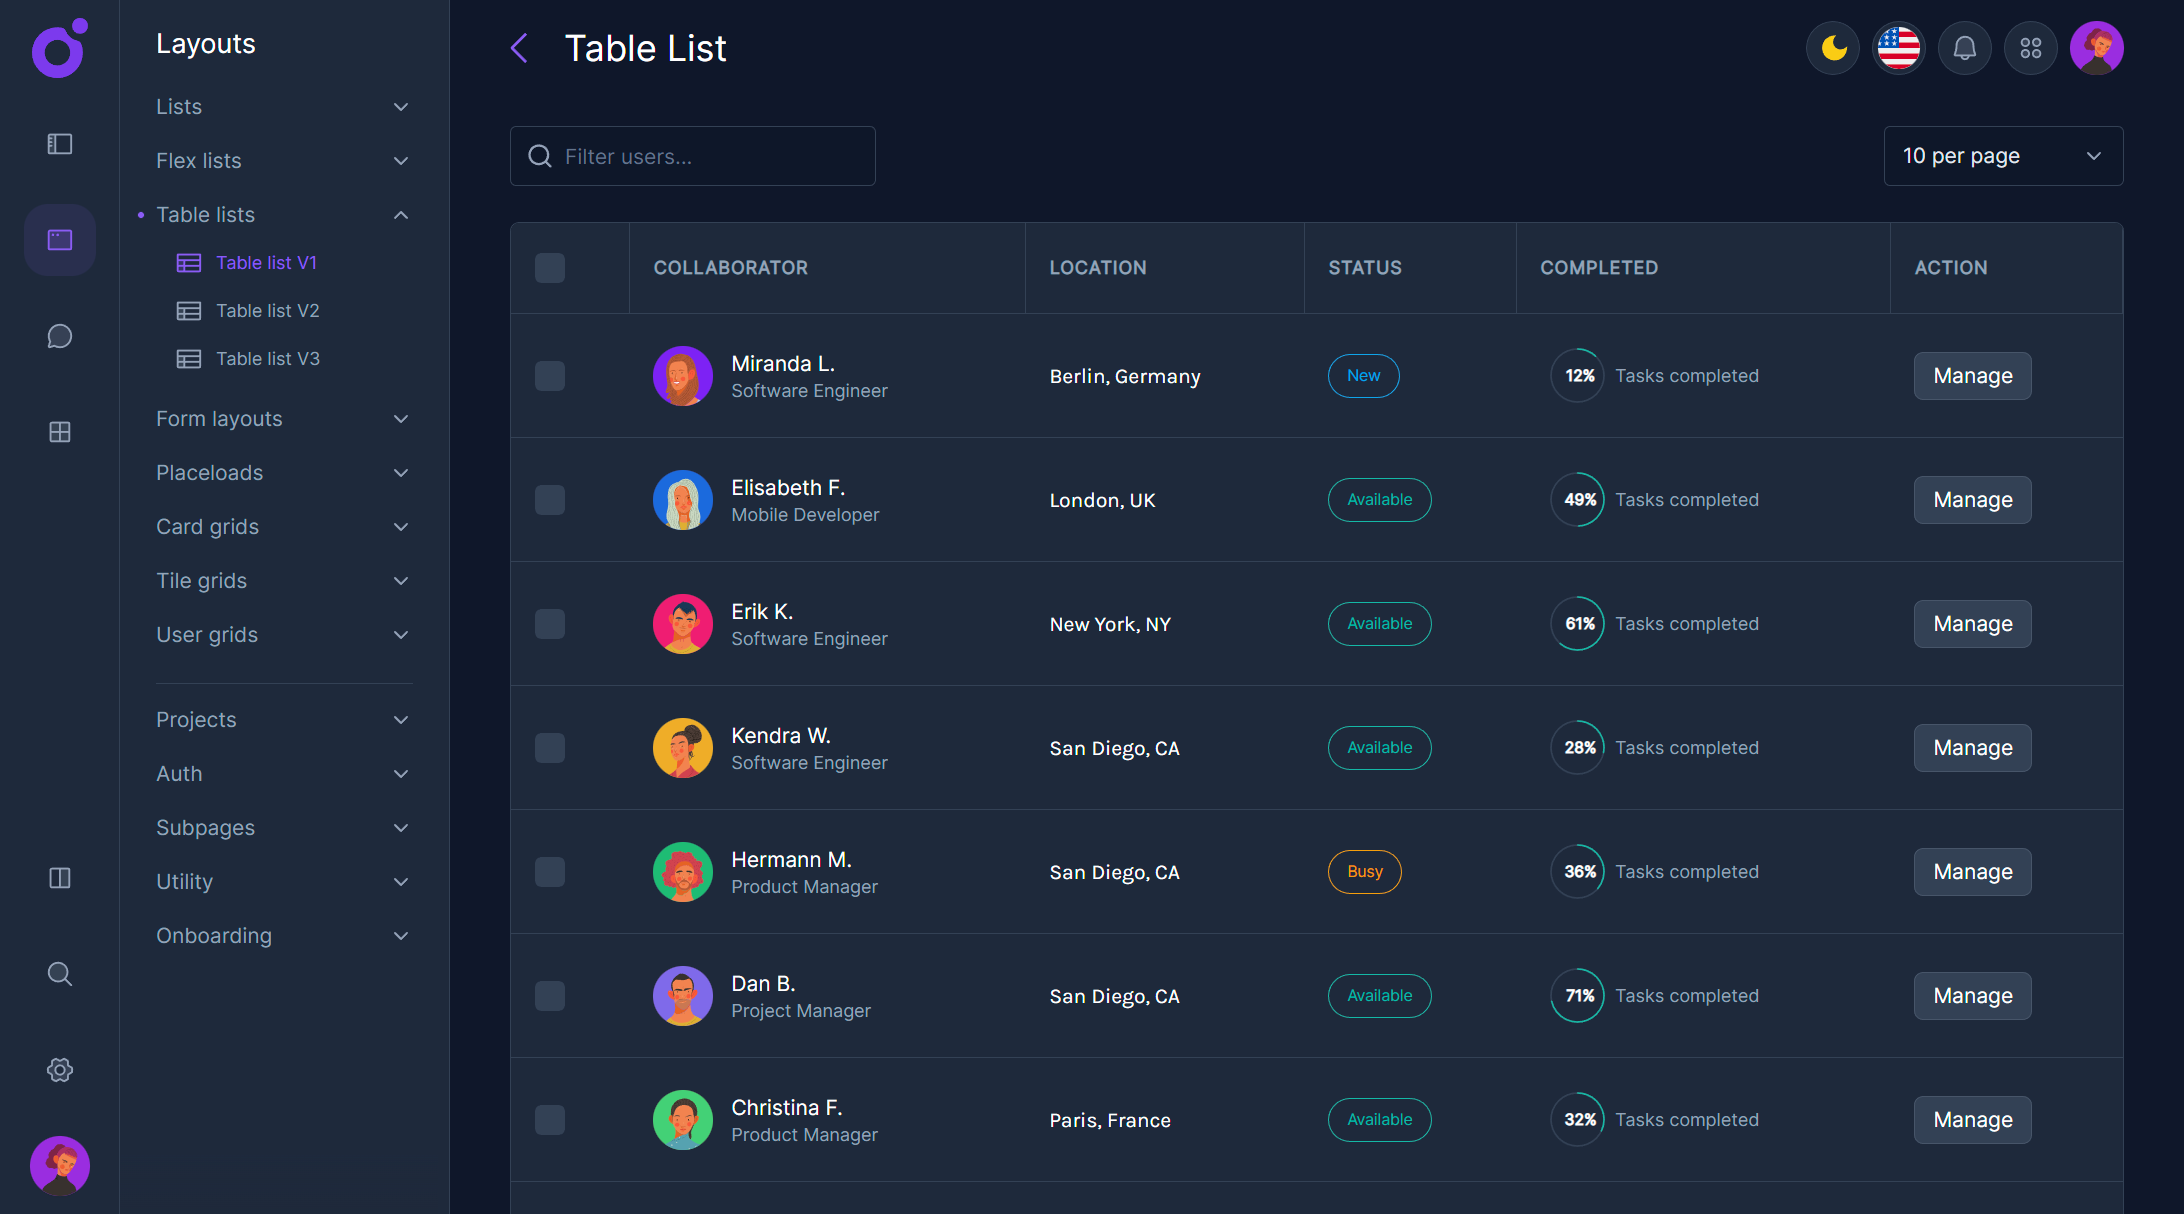 Layouts
Lists
Flex lists
Table lists
Table list V1
Table list V2
Table list V3
Form layouts
Placeloads
Card grids
Tile grids
User grids
Projects
Auth
Subpages
Utility
Onboarding
Table List
Filter users...
10 per page
COLLABORATOR LOCATION STATUS COMPLETED ACTION
Miranda L.
Software Engineer
Berlin, Germany
New
12% Tasks completed
Manage
Elisabeth F.
Mobile Developer
London, UK
Available
49% Tasks completed
Manage
Erik K.
Software Engineer
New York, NY
Available
61% Tasks completed
Manage
Kendra W.
Software Engineer
San Diego, CA
Available
28% Tasks completed
Manage
Hermann M.
Product Manager
San Diego, CA
Busy
36% Tasks completed
Manage
Dan B.
Project Manager
San Diego, CA
Available
71% Tasks completed
Manage
Christina F.
Product Manager
Paris, France
Available
32% Tasks completed
Manage